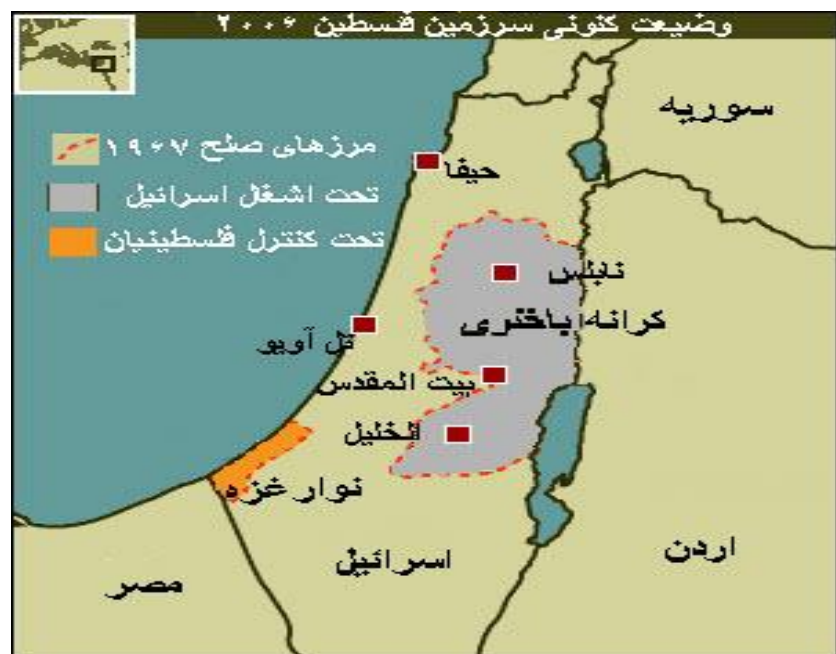 وضیعت کنونی سرزمین فلسطین ۲۰۰۶
مرزهای صلح ۱۹۶۷
تحت اشغال اسرائیل
تحت کنترل فلسطینیان
سوریه
حیفا
نابلس
کرانه باختری
تل آویو
بیت المقدس
الخلیل
نوار غزه
اسرائیل
اردن
مصر